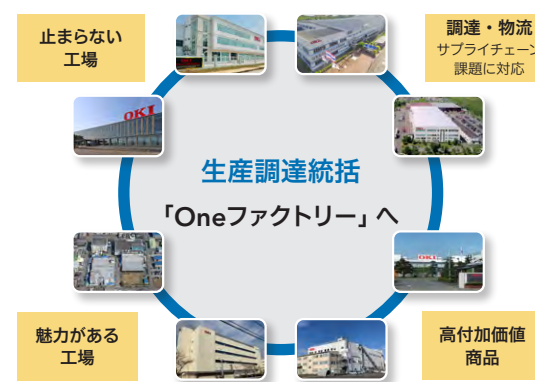 止まらない
工場
調達・物流
サプライチェーン
課題に対応
OKI
生産調達統括
「Oneファクトリー」へ
OKI
魅力がある
工場
高付加価値
商品